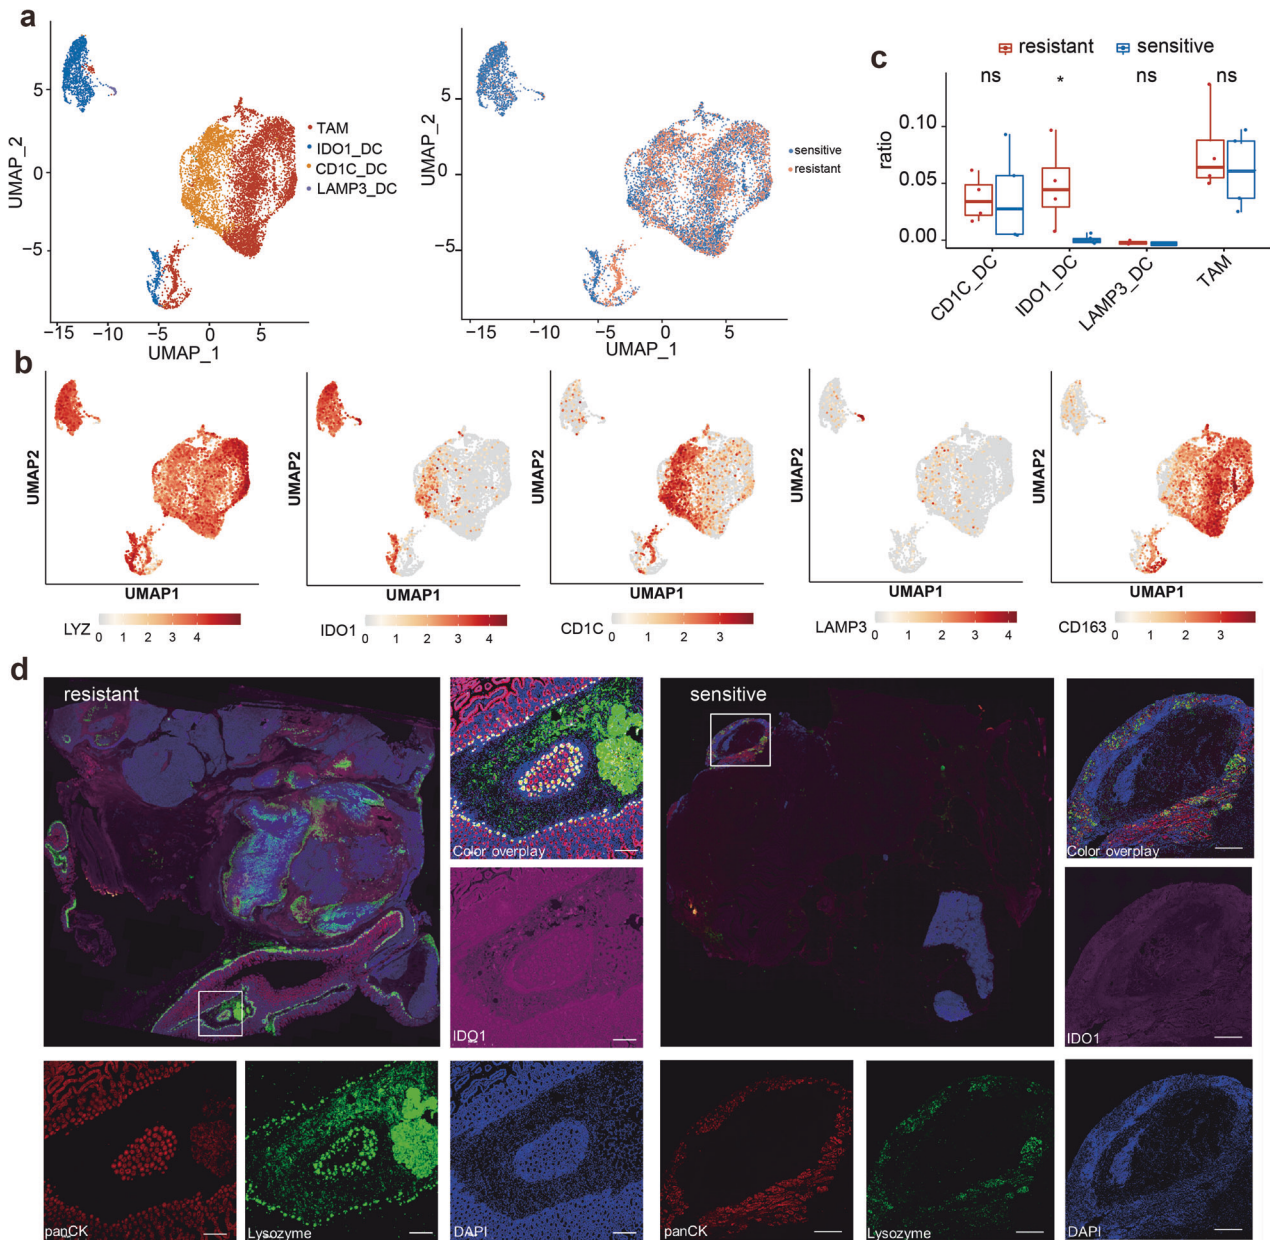 a
UMAP_2
5
0
−5
−15
−10
−5
0
5
UMAP_1
TAM
IDO1_DC
CD1C_DC
LAMP3_DC
UMAP_2
5
0
−5
−15
−10
−5
0
5
UMAP_1
sensitive
resistant
c
resistant
sensitive
ns
*
ns
ns
ratio
0.10
0.05
0.00
CD1C_DC
IDO1_DC
LAMP3_DC
TAM
b
UMAP2
UMAP1
LYZ 0 1 2 3 4
UMAP2
UMAP1
IDO1 0 1 2 3 4
UMAP2
UMAP1
CD1C 0 1 2 3
UMAP2
UMAP1
LAMP3 0 1 2 3 4
UMAP2
UMAP1
CD163 0 1 2 3
d
resistant
Color overplay
IDO1
panCK
Lysozyme
DAPI
sensitive
Color overplay
IDO1
panCK
Lysozyme
DAPI